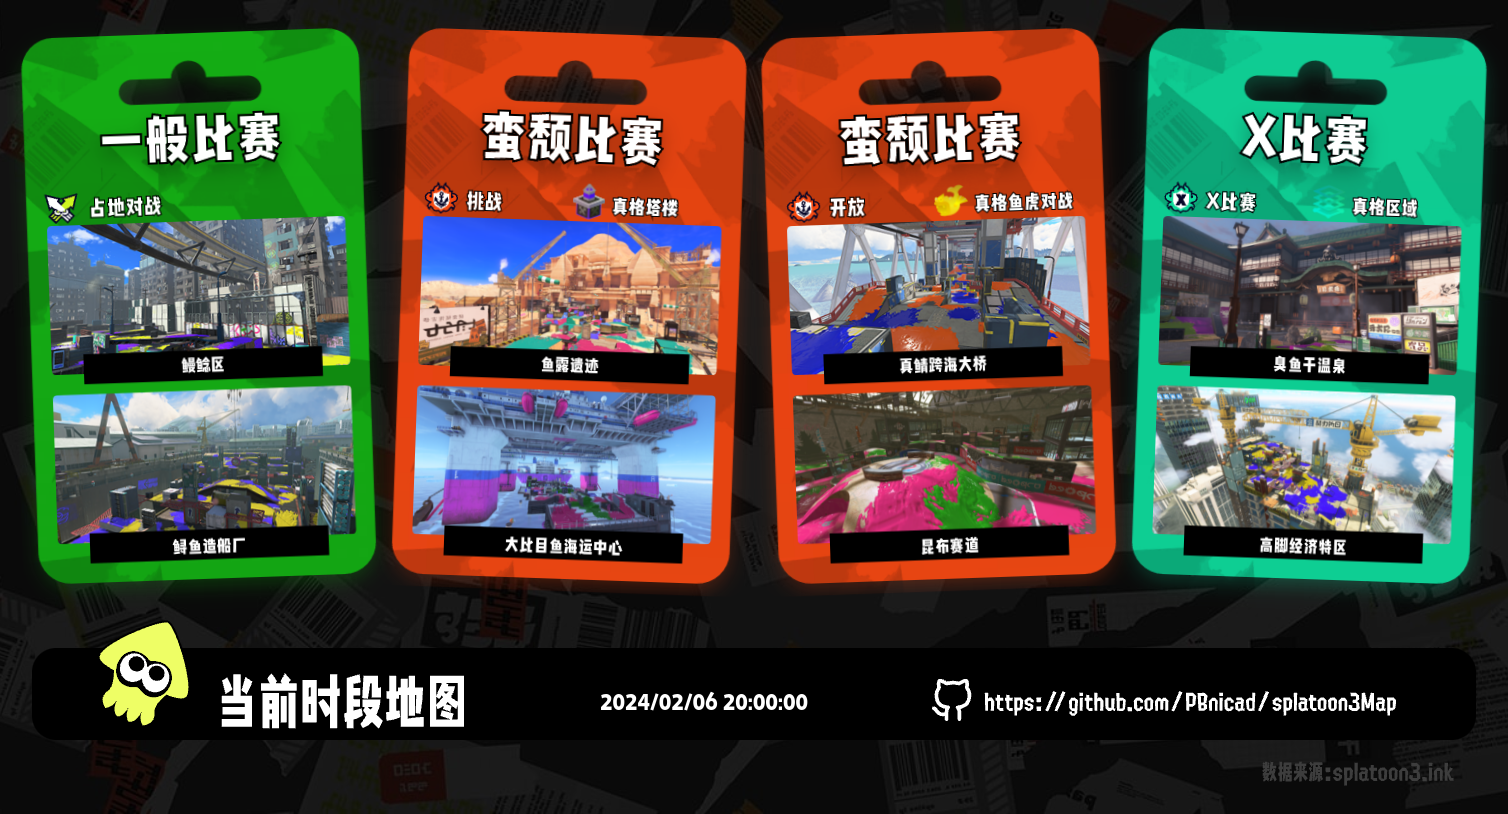 一般比赛
占地对战
鳗鲶区
鲟鱼造船厂
蛮颓比赛
挑战
真格塔楼
鱼露遗迹
大比目鱼海运中心
蛮颓比赛
开放
真格鱼虎对战
真鲭跨海大桥
昆布赛道
X比赛
X比赛
真格区域
臭鱼干温泉
高脚经济特区
当前时段地图
2024/02/06 20:00:00
https://github.com/PBnicad/splatoon3Map
数据来源:splatoon3.ink